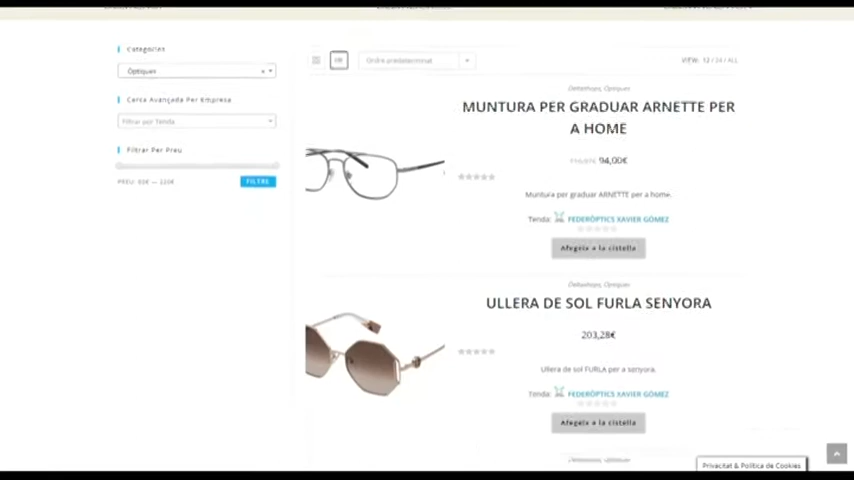 Categories
Òptiques
× 
Cerca Avançada Per Empresa
Filtrar por Tenda
Filtrar Per Preu
FILTRE
Ordre predeterminat
VIEW: 12 / 24 / ALL
Òptiques
MUNTURA PER GRADUAR ARNETTE PER
A HOME
94,00€
Muntura per graduar ARNETTE per a home.
Tenda: FEDERÒPTICS XAVIER GÓMEZ
Afegeix a la cistella
Òptiques
ULLERA DE SOL FURLA SENYORA
203,28€
Ullera de sol FURLA per a senyora.
Tenda: FEDERÒPTICS XAVIER GÓMEZ
Afegeix a la cistella
Privacitat & Política de Cookies